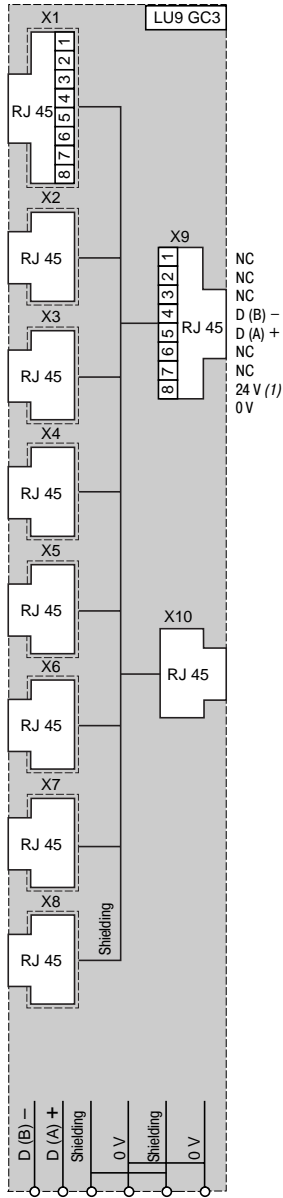 LU9 GC3
X1
RJ 45
1
2
3
4
5
6
7
8
X2
RJ 45
X3
RJ 45
X4
RJ 45
X5
RJ 45
X6
RJ 45
X7
RJ 45
X8
RJ 45
Shielding
X9
1
2
3
4
5
6
7
8
RJ 45
NC
NC
NC
D (B) −
D (A) +
NC
NC
24 V (1)
0 V
X10
RJ 45
D (B) −
D (A) +
Shielding
0 V
Shielding
0 V